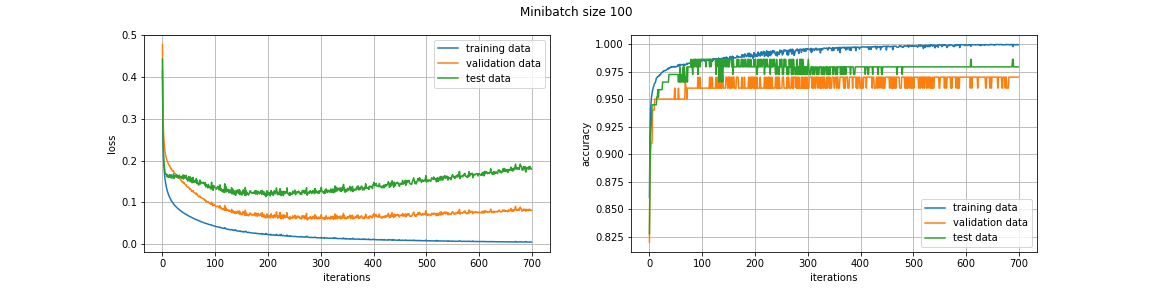 Minibatch size 100
0.5
0.4
0.3
0.2
0.1
0.0
loss
0 100 200 300 400 500 600 700
iterations
training data
validation data
test data
1.000
0.975
0.950
0.925
0.900
0.875
0.850
0.825
accuracy
0 100 200 300 400 500 600 700
iterations
training data
validation data
test data